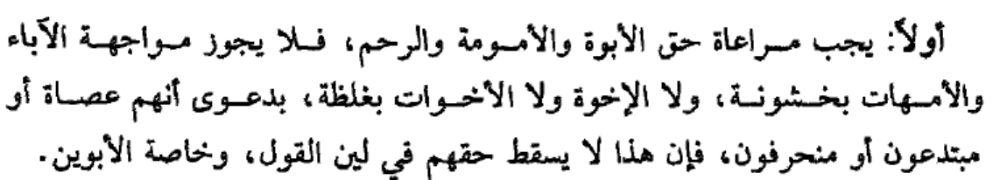 أولاً: يجب مراعاة حق الأبوة والأمومة والرحم، فلا يجوز مواجهة الآباء
والأمهات بخشونة، ولا الإخوة ولا الأخوات بغلظة، بدعوى أنهم عصاة أو
مبتدعون أو منحرفون، فإن هذا لا يسقط حقهم في لين القول، وخاصة الأبوين.